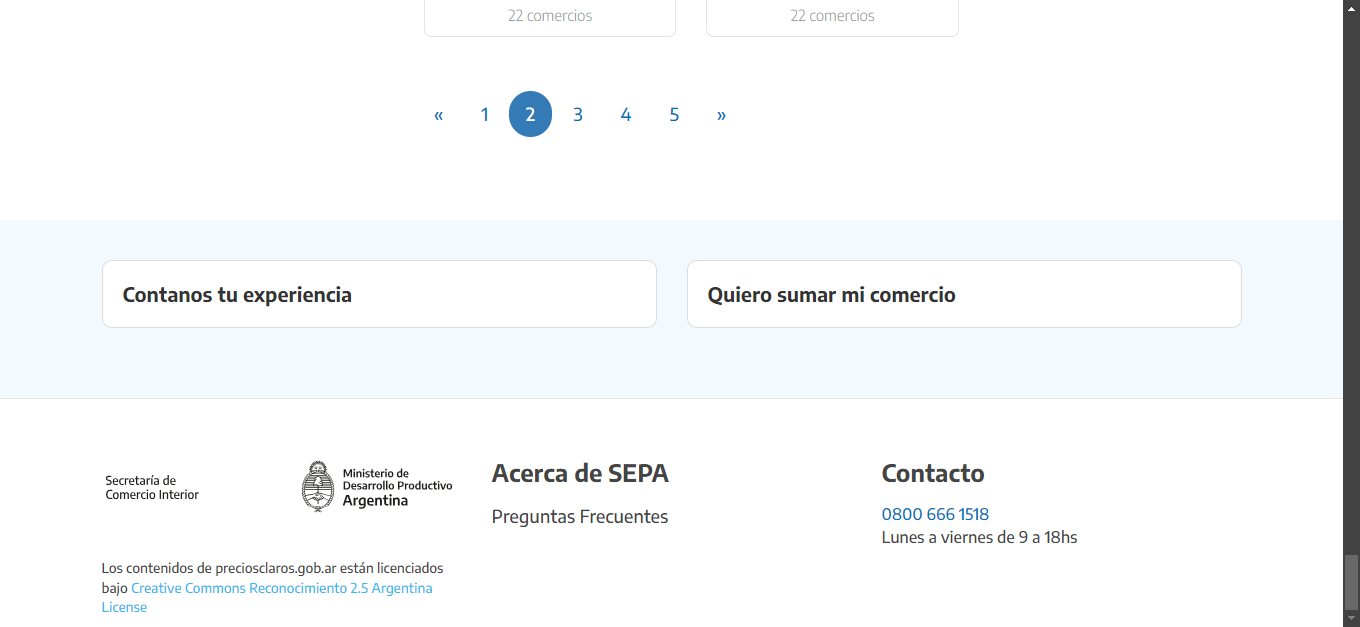 22 comercios
22 comercios
« 1 2 3 4 5 »
Contanos tu experiencia
Quiero sumar mi comercio
Secretaría de
Comercio Interior
Ministerio de
Desarrollo Productivo
Argentina
Los contenidos de preciosclaros.gob.ar están licenciados
bajo Creative Commons Reconocimiento 2.5 Argentina
License
Acerca de SEPA
Preguntas Frecuentes
Contacto
0800 666 1518
Lunes a viernes de 9 a 18hs